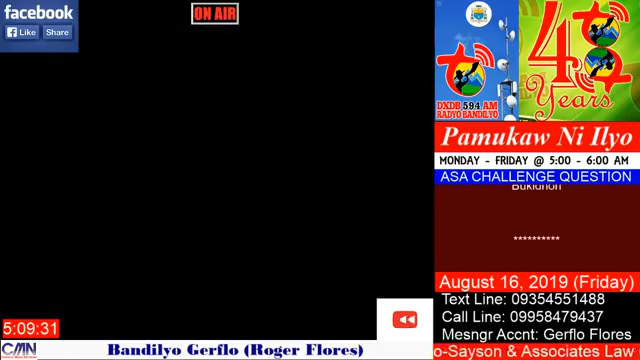 facebook
Like Share
ON AIR
48
Years
DXDB 594 AM
RADYO BANDILYO
Pamukaw Ni Ilyo
MONDAY - FRIDAY @ 5:00 - 6:00 AM
ASA CHALLENGE QUESTION
Bukidnon
**********
August 16, 2019 (Friday)
Text Line: 09354551488
Call Line: 09958479437
Mesngr Accnt: Gerflo Flores
5:09:31
CMN
Bandilyo Gerflo (Roger Flores)
o-Sayson & Associates Law